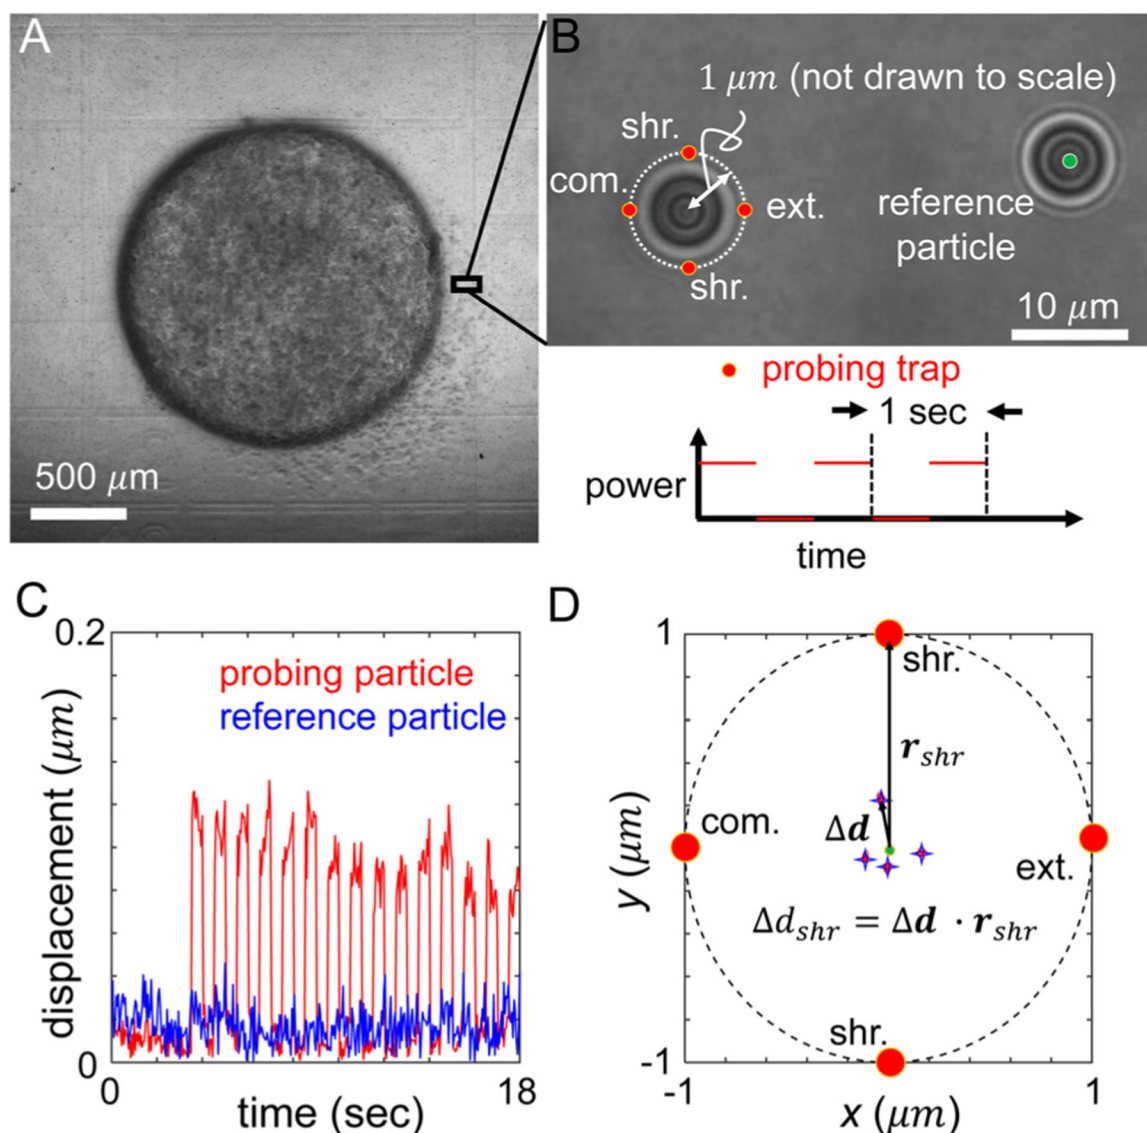 A
500 μm
B
1 μm (not drawn to scale)
shr.
com.
ext.
shr.
reference
particle
10 μm
probing trap
1 sec
power
time
C
0.2
probing particle
reference particle
displacement (μm)
0
0
18
time (sec)
D
1
shr.
r_shr
com.
Δd
ext.
y (μm)
Δd_shr = Δd · r_shr
shr.
-1
-1
1
x (μm)